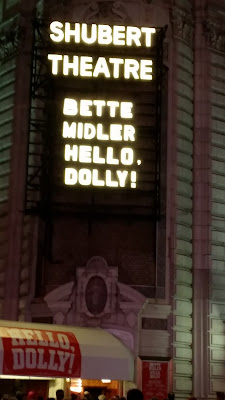 SHUBERT
THEATRE
BETTE
MIDLER
HELLO,
DOLLY!
HELLO,
DOLLY!